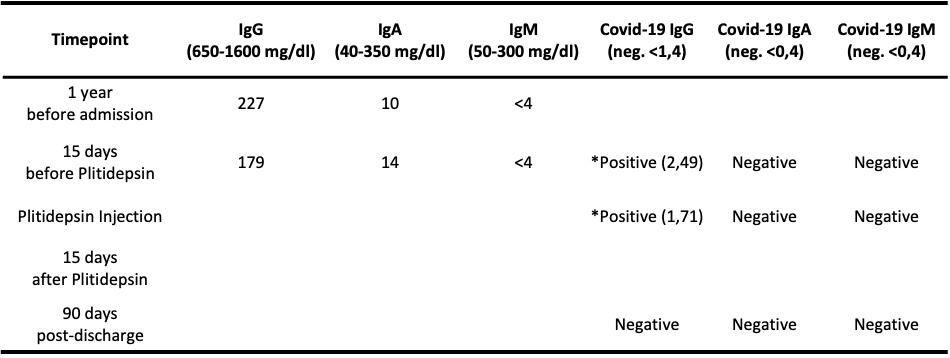 Timepoint IgG (650-1600 mg/dl) IgA (40-350 mg/dl) IgM (50-300 mg/dl) Covid-19 IgG (neg. <1,4) Covid-19 IgA (neg. <0,4) Covid-19 IgM (neg. <0,4)
1 year before admission 227 10 <4
15 days before Plitidepsin 179 14 <4 *Positive (2,49) Negative Negative
Plitidepsin Injection *Positive (1,71) Negative Negative
15 days after Plitidepsin
90 days post-discharge Negative Negative Negative